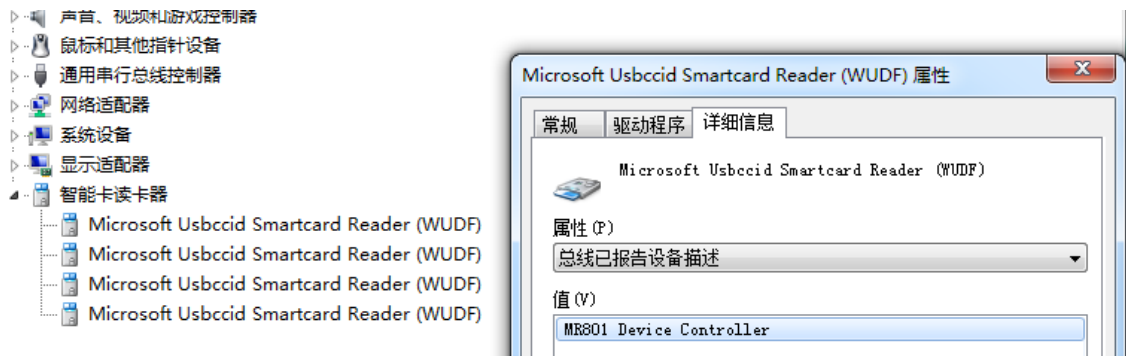 声音、视频和游戏控制器
鼠标和其他指针设备
通用串行总线控制器
网络适配器
系统设备
显示适配器
智能卡读卡器
Microsoft Usbccid Smartcard Reader (WUDF)
Microsoft Usbccid Smartcard Reader (WUDF)
Microsoft Usbccid Smartcard Reader (WUDF)
Microsoft Usbccid Smartcard Reader (WUDF)
Microsoft Usbccid Smartcard Reader (WUDF) 属性
常规 驱动程序 详细信息
Microsoft Usbccid Smartcard Reader (WUDF)
属性(P)
总线已报告设备描述
值(V)
MR801 Device Controller